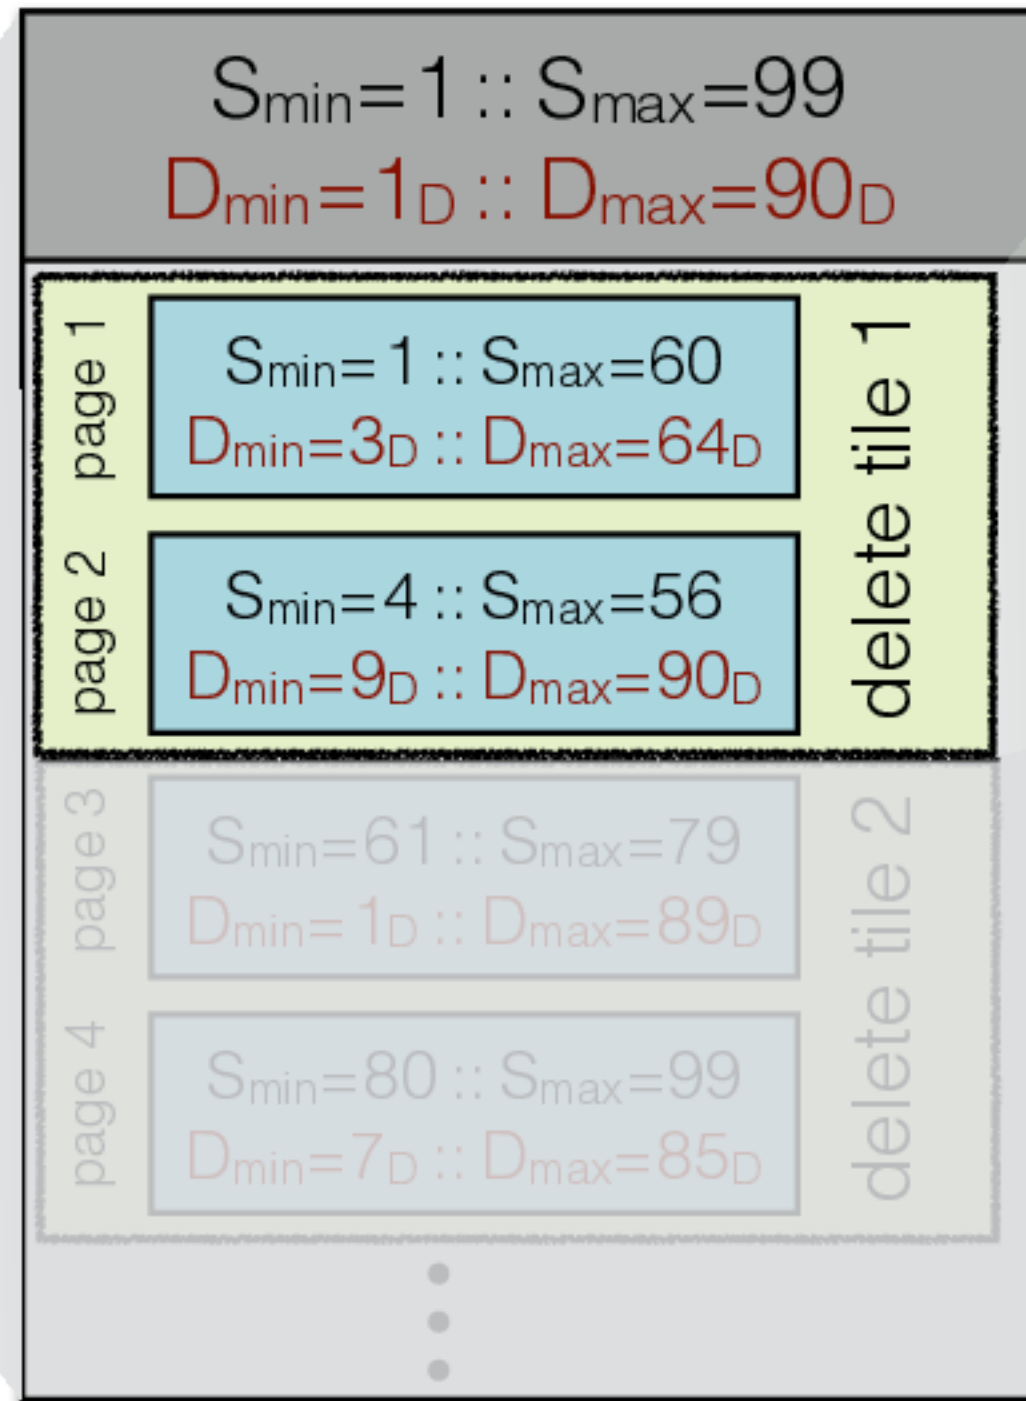 Smin=1 :: Smax=99
Dmin=1D :: Dmax=90D
page 1
Smin=1 :: Smax=60
Dmin=3D :: Dmax=64D
delete tile 1
page 2
Smin=4 :: Smax=56
Dmin=9D :: Dmax=90D
page 3
Smin=61 :: Smax=79
Dmin=1D :: Dmax=89D
delete tile 2
page 4
Smin=80 :: Smax=99
Dmin=7D :: Dmax=85D